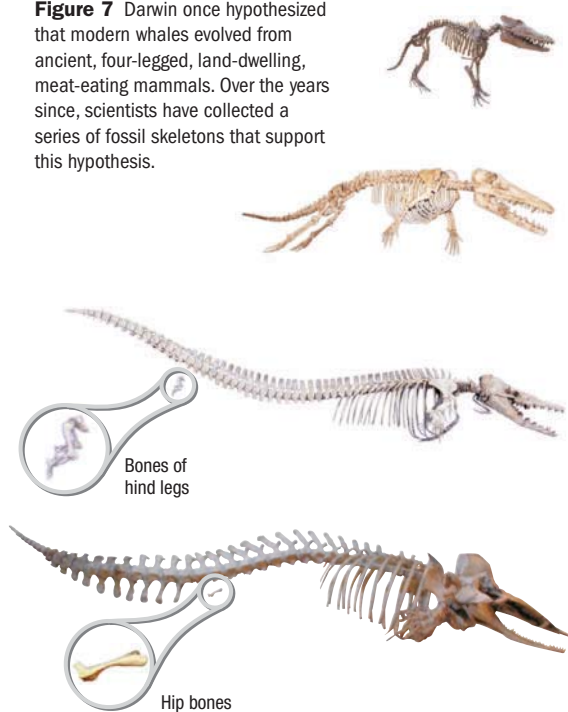 Figure 7 Darwin once hypothesized
that modern whales evolved from
ancient, four-legged, land-dwelling,
meat-eating mammals. Over the years
since, scientists have collected a
series of fossil skeletons that support
this hypothesis.
Bones of
hind legs
Hip bones